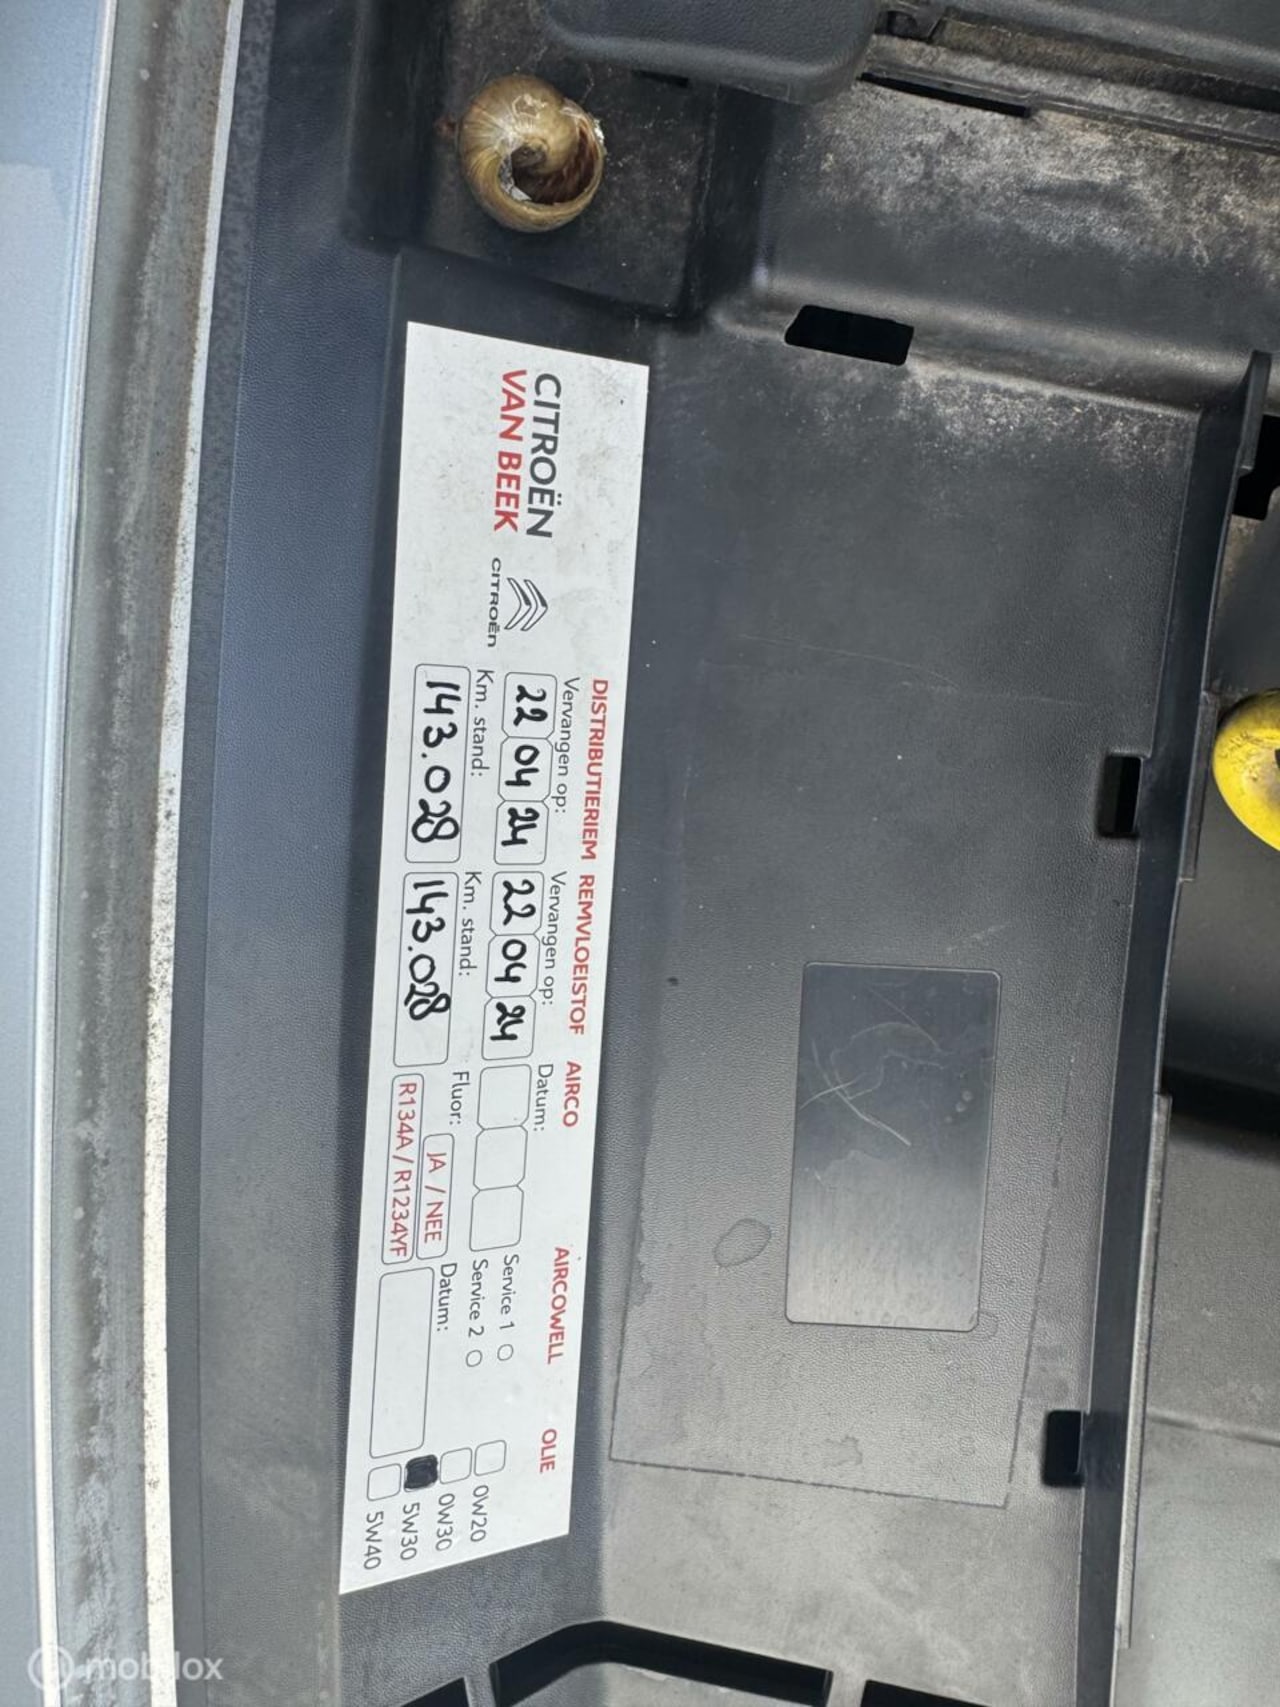 CITROËN
VAN BEEK
CITROËN
DISTRIBUTIERIEM
Vervangen op:
22 04 24
Km. stand:
143.028
REMVLOEISTOF
Vervangen op:
22 04 24
Km. stand:
143.028
AIRCO
Datum:
Fluor: JA / NEE
R134A / R1234YF
AIRCOWELL
Service 1
Service 2
Datum:
OLIE
0W20
0W30
5W30
5W40
mobilox